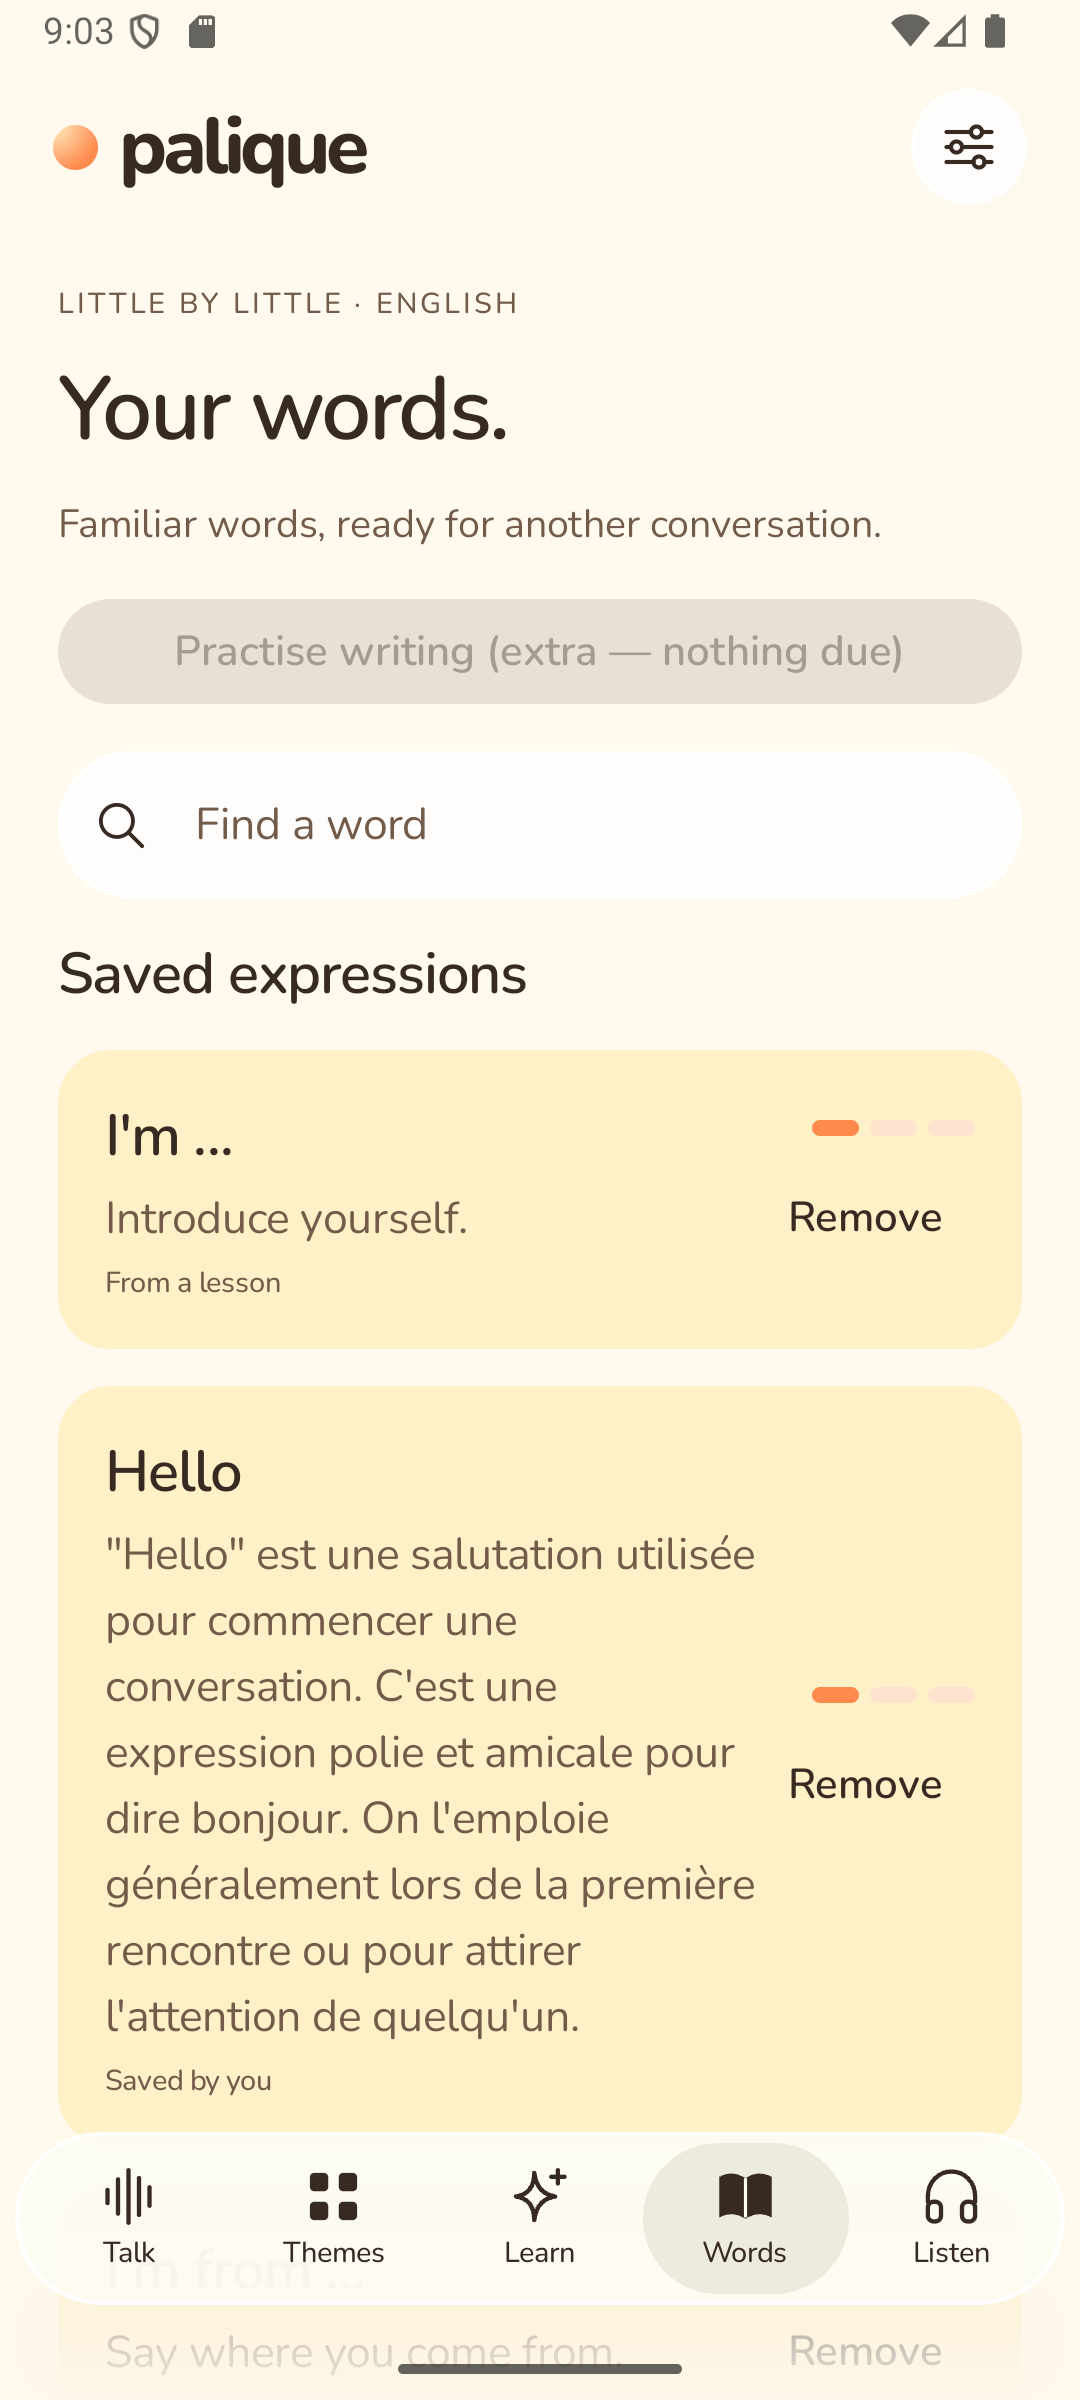 9:03
palique
LITTLE BY LITTLE · ENGLISH
Your words.
Familiar words, ready for another conversation.
Practise writing (extra — nothing due)
Find a word
Saved expressions
I'm ...
Introduce yourself.
Remove
From a lesson
Hello
"Hello" est une salutation utilisée
pour commencer une
conversation. C'est une
expression polie et amicale pour
dire bonjour. On l'emploie
généralement lors de la première
rencontre ou pour attirer
l'attention de quelqu'un.
Remove
Saved by you
Talk
Themes
Learn
Words
Listen
I'm from ...
Say where you come from.
Remove